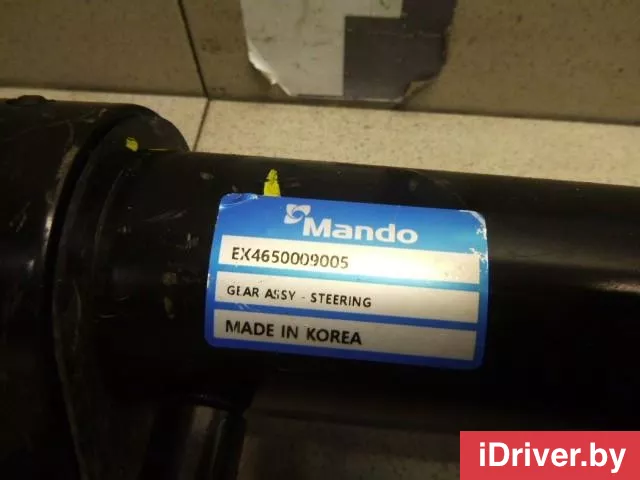 Mando
EX4650009005
GEAR ASSY - STEERING
MADE IN KOREA
iDriver.by